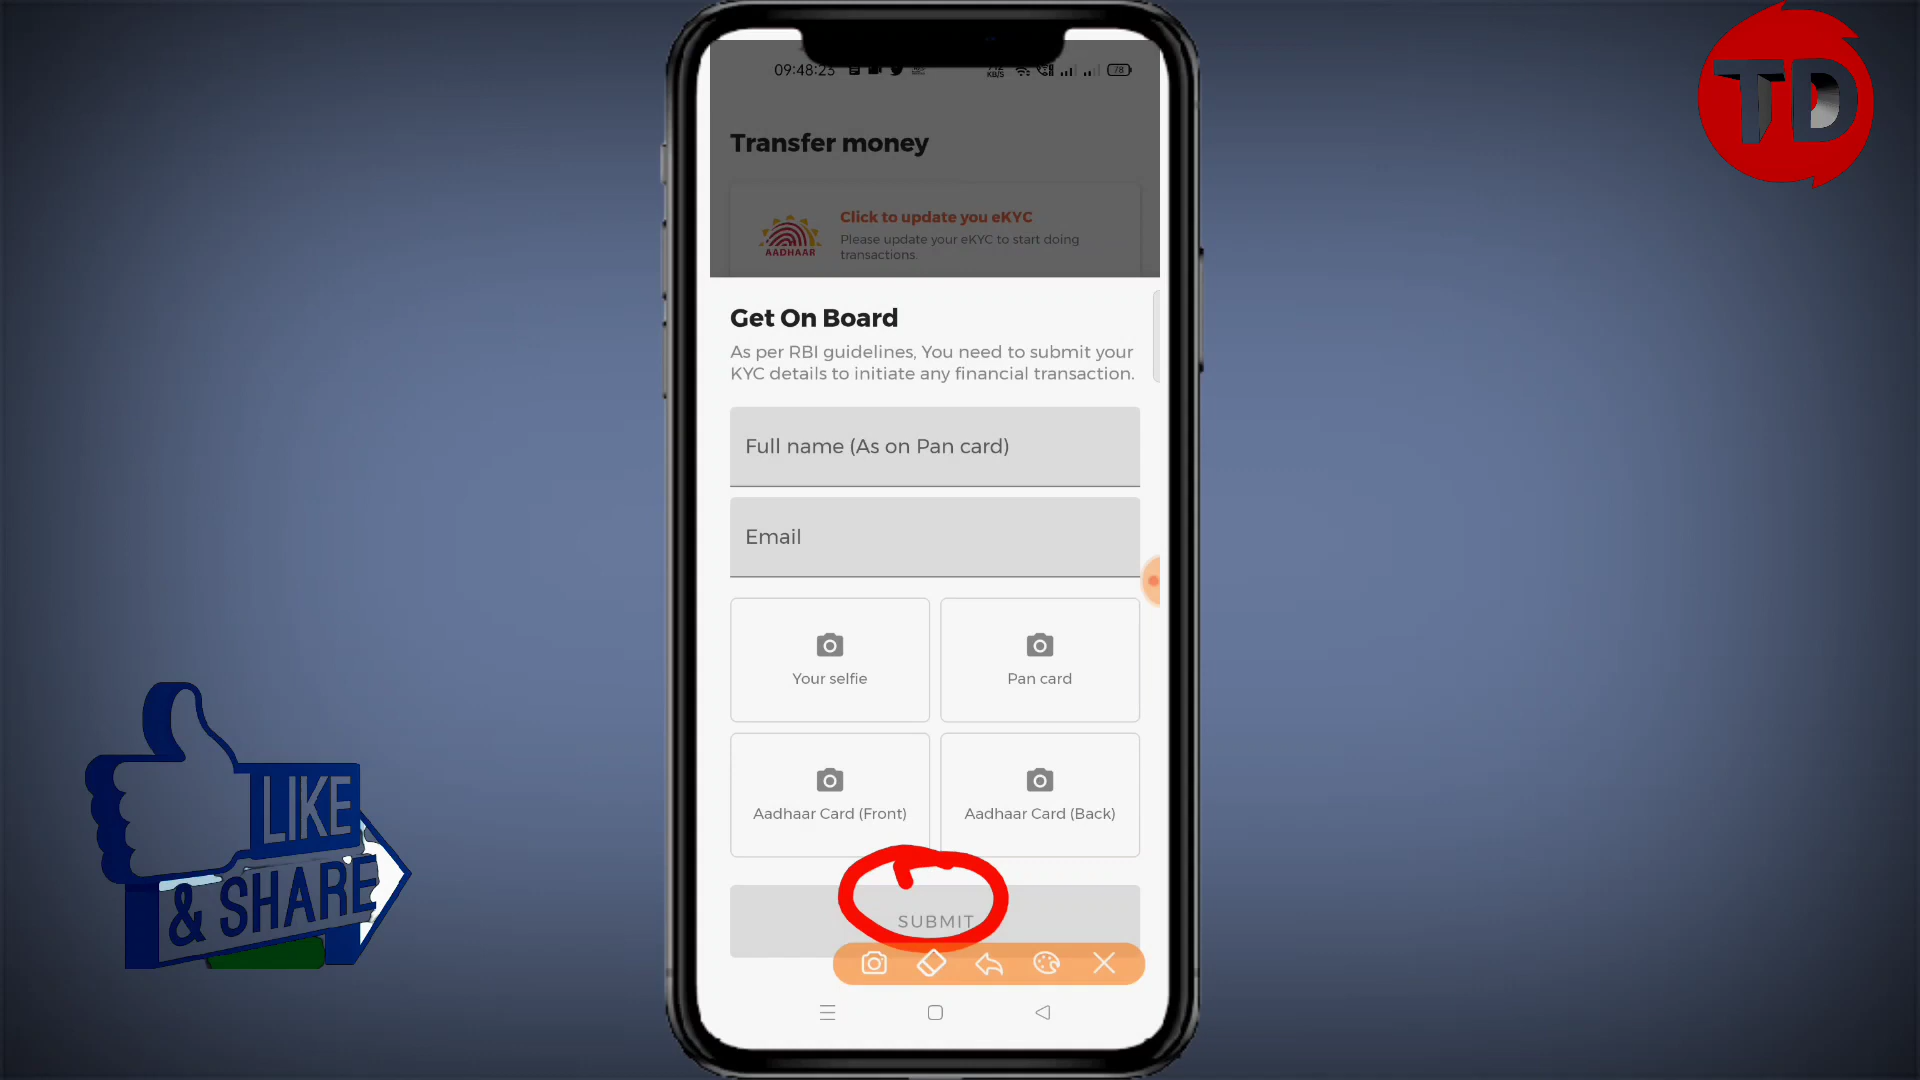 09:48:23
KB/S
78
TD
Transfer money
Click to update you eKYC
Please update your eKYC to start doing
transactions.
AADHAAR
Get On Board
As per RBI guidelines, You need to submit your
KYC details to initiate any financial transaction.
Full name (As on Pan card)
Email
Your selfie
Pan card
Aadhaar Card (Front)
Aadhaar Card (Back)
SUBMIT
LIKE
& SHARE